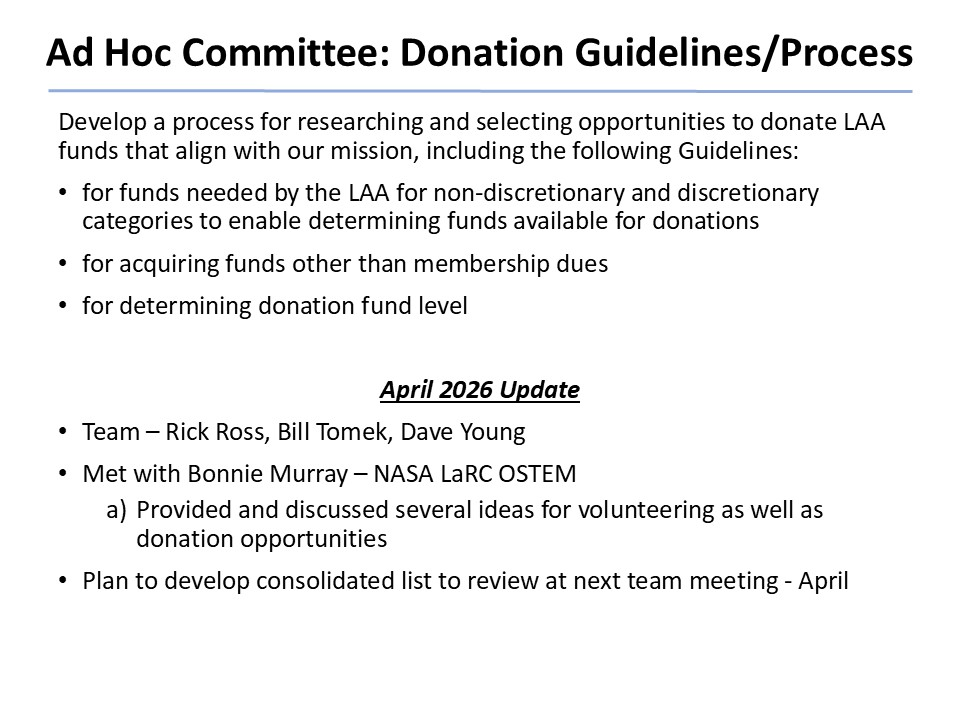 Ad Hoc Committee: Donation Guidelines/Process
Develop a process for researching and selecting opportunities to donate LAA
funds that align with our mission, including the following Guidelines:
• for funds needed by the LAA for non-discretionary and discretionary
categories to enable determining funds available for donations
• for acquiring funds other than membership dues
• for determining donation fund level
April 2026 Update
• Team – Rick Ross, Bill Tomek, Dave Young
• Met with Bonnie Murray – NASA LaRC OSTEM
a) Provided and discussed several ideas for volunteering as well as
donation opportunities
• Plan to develop consolidated list to review at next team meeting - April